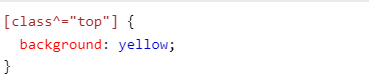 [class^="top"] {
  background: yellow;
}